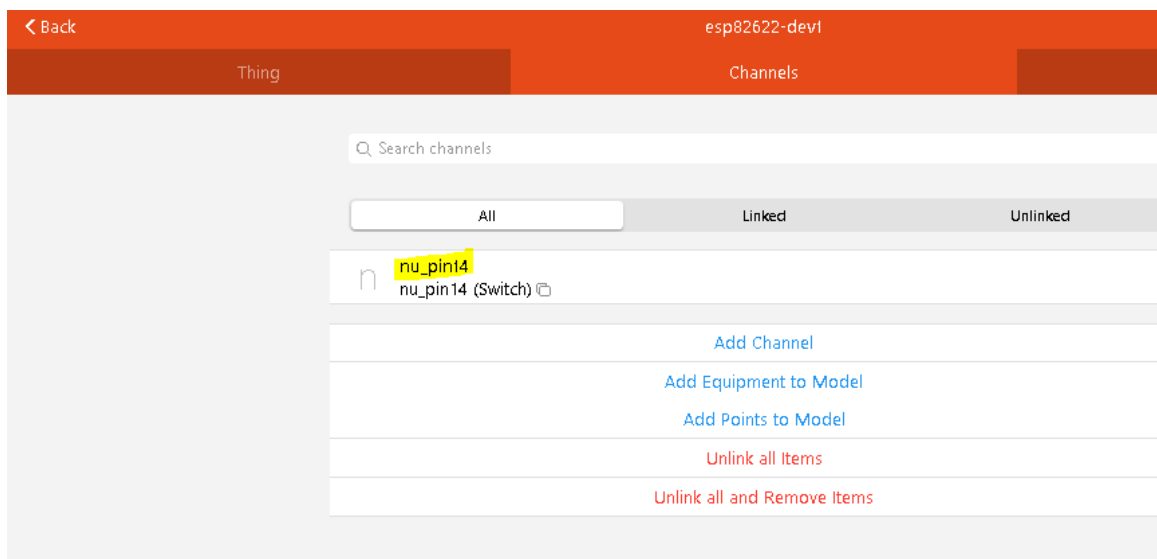 Back
esp82622-dev1
Thing
Channels
Search channels
All
Linked
Unlinked
n
nu_pin14
nu_pin14 (Switch)
Add Channel
Add Equipment to Model
Add Points to Model
Unlink all Items
Unlink all and Remove Items